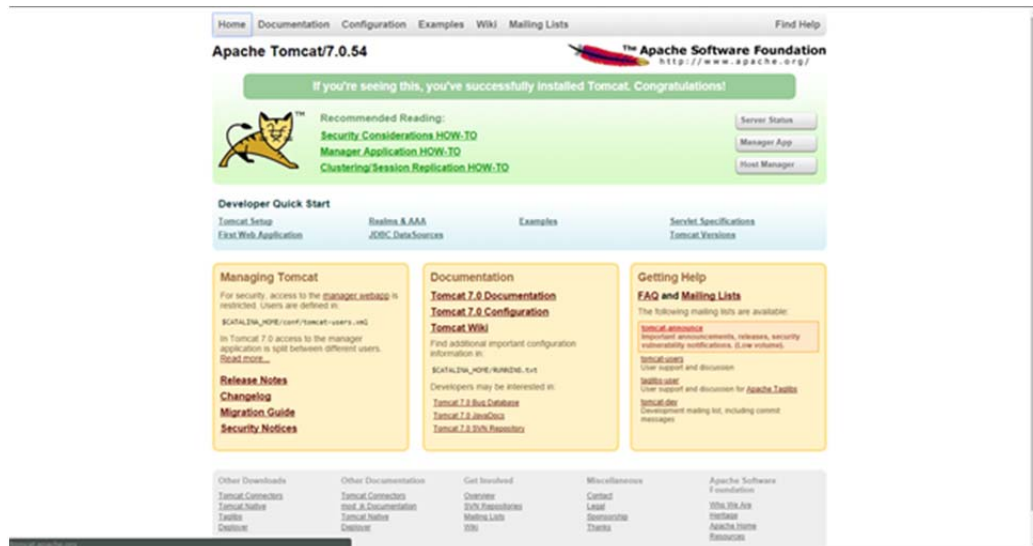 Home Documentation Configuration Examples Wiki Mailing Lists Find Help
Apache Tomcat/7.0.54
The Apache Software Foundation
http://www.apache.org/
If you're seeing this, you've successfully installed Tomcat. Congratulations!
TM
Recommended Reading:
Security Considerations HOW-TO
Manager Application HOW-TO
Clustering/Session Replication HOW-TO
Server Status
Manager App
Host Manager
Developer Quick Start
Tomcat Setup
First Web Application
Realms & AAA
JDBC DataSources
Examples
Servlet Specifications
Tomcat Versions
Managing Tomcat
For security, access to the manager webapp is
restricted. Users are defined in:
$CATALINA_HOME/conf/tomcat-users.xml
In Tomcat 7.0 access to the manager
application is split between different users.
Read more...
Release Notes
Changelog
Migration Guide
Security Notices
Documentation
Tomcat 7.0 Documentation
Tomcat 7.0 Configuration
Tomcat Wiki
Find additional important configuration
information in:
$CATALINA_HOME/RUNNING.txt
Developers may be interested in:
Tomcat 7.0 Bug Database
Tomcat 7.0 JavaDocs
Tomcat 7.0 SVN Repository
Getting Help
FAQ and Mailing Lists
The following mailing lists are available:
tomcat-announce
Important announcements, releases, security
vulnerability notifications. (Low volume).
tomcat-users
User support and discussion
taglibs-user
User support and discussion for Apache Taglibs
tomcat-dev
Development mailing list, including commit
messages
Other Downloads
Tomcat Connectors
Tomcat Native
Taglibs
Deployer
Other Documentation
Tomcat Connectors
mod_jk Documentation
Tomcat Native
Deployer
Get Involved
Overview
SVN Repositories
Mailing Lists
Wiki
Miscellaneous
Contact
Legal
Sponsorship
Thanks
Apache Software
Foundation
Who We Are
Heritage
Apache Home
Resources